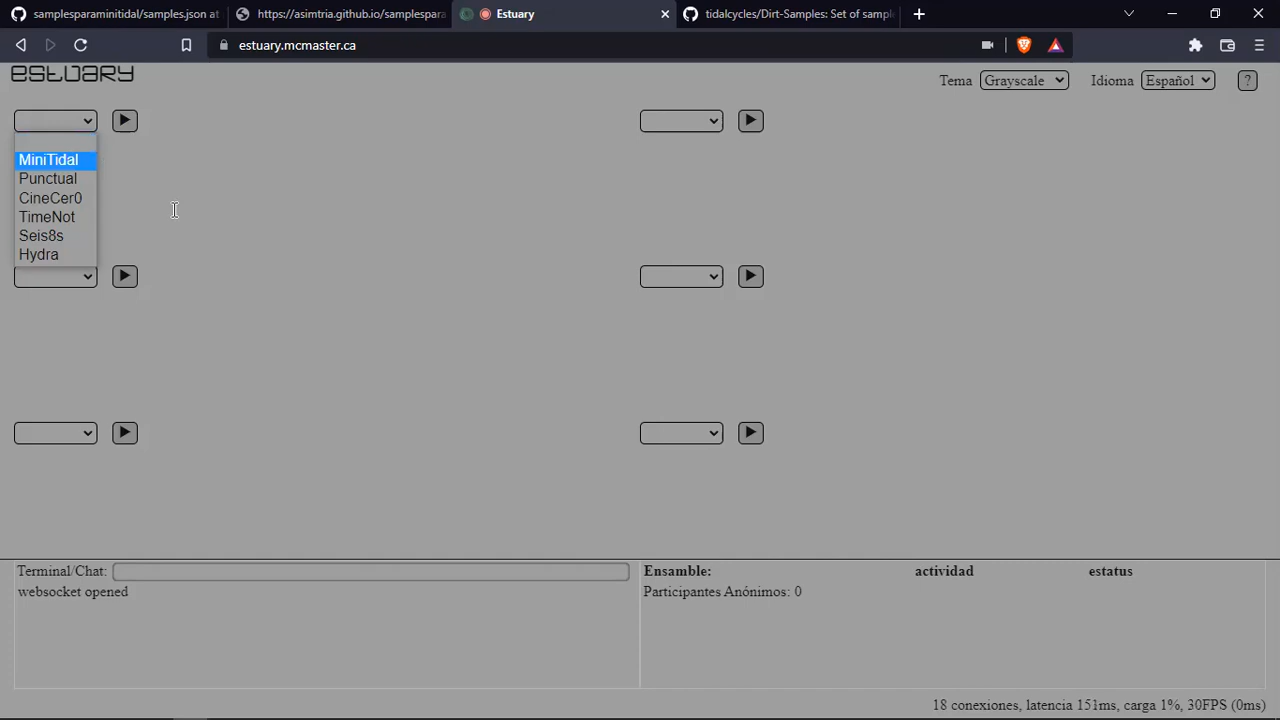 samplesparaminitidal/samples.json at
https://asimtria.github.io/samplespara
Estuary
tidalcycles/Dirt-Samples: Set of sampl
estuary.mcmaster.ca
estuary
Tema Grayscale Idioma Español ?
MiniTidal
Punctual
CineCer0
TimeNot
Seis8s
Hydra
Terminal/Chat:
websocket opened
Ensamble: actividad estatus
Participantes Anónimos: 0
18 conexiones, latencia 151ms, carga 1%, 30FPS (0ms)